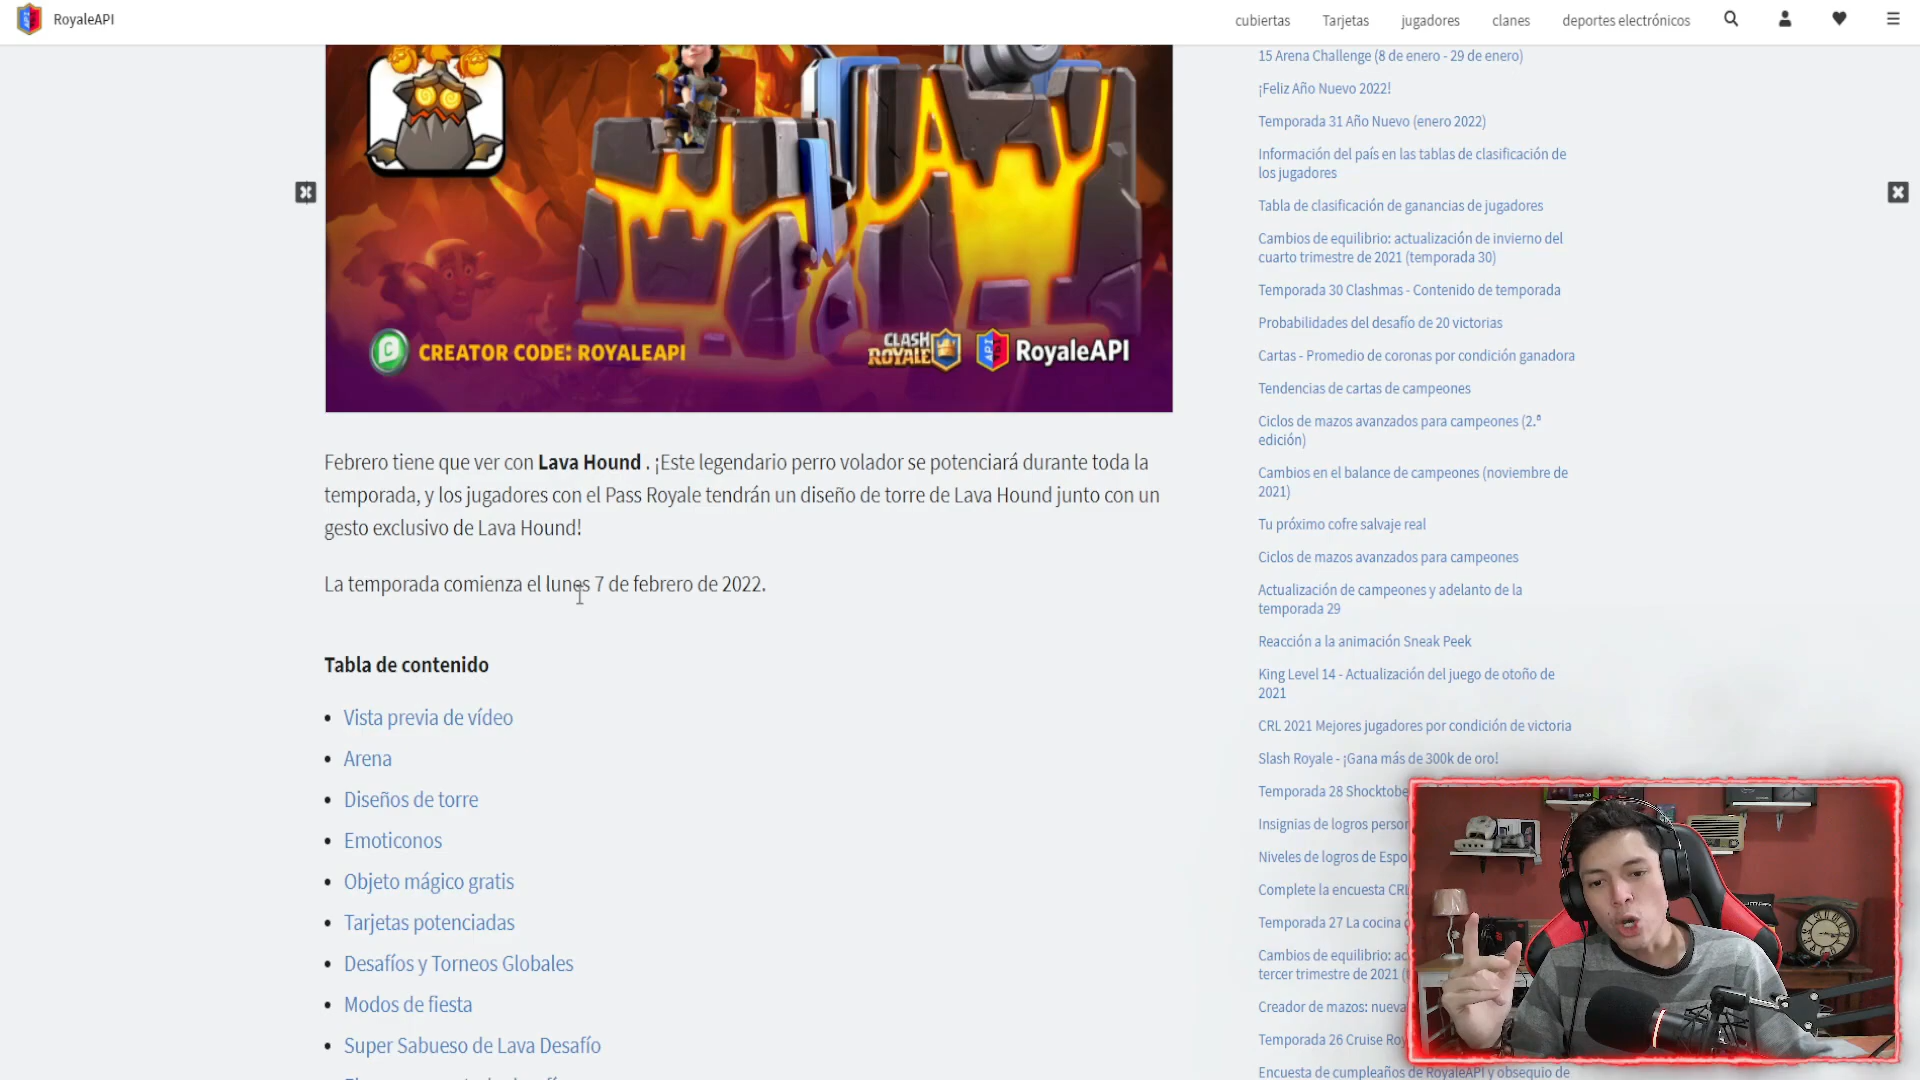 RoyaleAPI
cubiertas
Tarjetas
jugadores
clanes
deportes electrónicos
CREATOR CODE: ROYALEAPI
CLASH
ROYALE
API
RoyaleAPI
Febrero tiene que ver con Lava Hound . ¡Este legendario perro volador se potenciará durante toda la
temporada, y los jugadores con el Pass Royale tendrán un diseño de torre de Lava Hound junto con un
gesto exclusivo de Lava Hound!
La temporada comienza el lunes 7 de febrero de 2022.
Tabla de contenido
Vista previa de vídeo
Arena
Diseños de torre
Emoticonos
Objeto mágico gratis
Tarjetas potenciadas
Desafíos y Torneos Globales
Modos de fiesta
Super Sabueso de Lava Desafío
15 Arena Challenge (8 de enero - 29 de enero)
¡Feliz Año Nuevo 2022!
Temporada 31 Año Nuevo (enero 2022)
Información del país en las tablas de clasificación de
los jugadores
Tabla de clasificación de ganancias de jugadores
Cambios de equilibrio: actualización de invierno del
cuarto trimestre de 2021 (temporada 30)
Temporada 30 Clashmas - Contenido de temporada
Probabilidades del desafío de 20 victorias
Cartas - Promedio de coronas por condición ganadora
Tendencias de cartas de campeones
Ciclos de mazos avanzados para campeones (2.ª
edición)
Cambios en el balance de campeones (noviembre de
2021)
Tu próximo cofre salvaje real
Ciclos de mazos avanzados para campeones
Actualización de campeones y adelanto de la
temporada 29
Reacción a la animación Sneak Peek
King Level 14 - Actualización del juego de otoño de
2021
CRL 2021 Mejores jugadores por condición de victoria
Slash Royale - ¡Gana más de 300k de oro!
Temporada 28 Shocktobe
Insignias de logros perso
Niveles de logros de Espo
Complete la encuesta CRL
Temporada 27 La cocina
Cambios de equilibrio: ac
tercer trimestre de 2021
Creador de mazos: nueva
Temporada 26 Cruise Roy
Encuesta de cumpleaños de RoyaleAPI y obsequio de